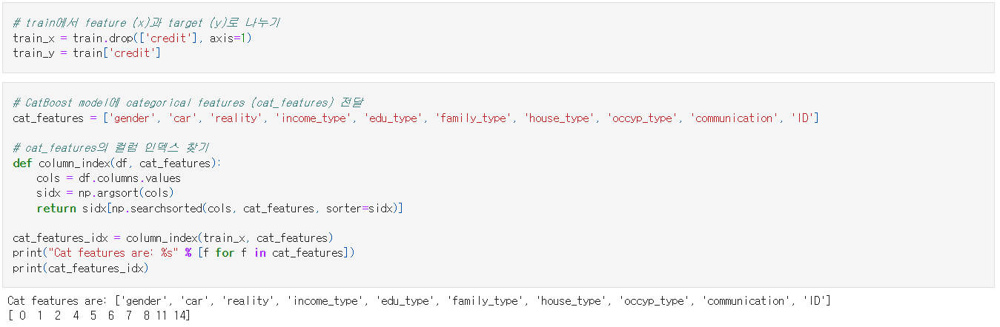 # train에서 feature (x)과 target (y)로 나누기
train_x = train.drop(['credit'], axis=1)
train_y = train['credit']
# CatBoost model에 categorical features (cat_features) 전달
cat_features = ['gender', 'car', 'reality', 'income_type', 'edu_type', 'family_type', 'house_type', 'occyp_type', 'communication', 'ID']
# cat_features의 컬럼 인덱스 찾기
def column_index(df, cat_features):
    cols = df.columns.values
    sidx = np.argsort(cols)
    return sidx[np.searchsorted(cols, cat_features, sorter=sidx)]
cat_features_idx = column_index(train_x, cat_features)
print("Cat features are: %s" % [f for f in cat_features])
print(cat_features_idx)
Cat features are: ['gender', 'car', 'reality', 'income_type', 'edu_type', 'family_type', 'house_type', 'occyp_type', 'communication', 'ID']
[ 0  1  2  4  5  6  7  8 11 14]